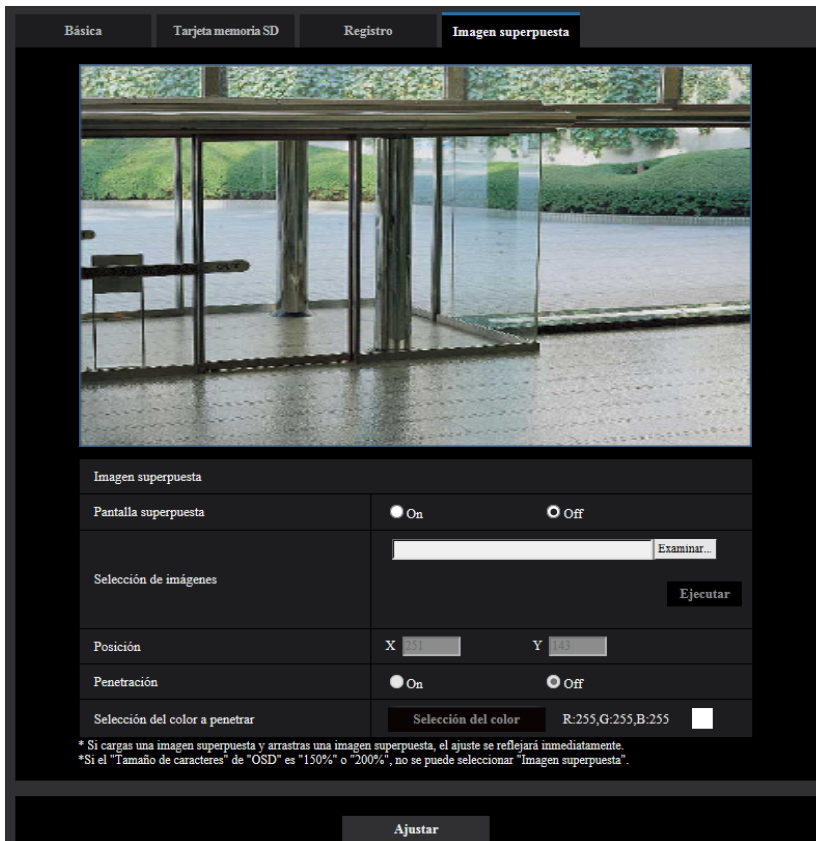 Básica Tarjeta memoria SD Registro Imagen superpuesta
OUT
Imagen superpuesta
Pantalla superpuesta On Off
Examinar...
Selección de imágenes
Ejecutar
Posición X 251 Y 143
Penetración On Off
Selección del color a penetrar Selección del color R:255,G:255,B:255
* Si cargas una imagen superpuesta y arrastras una imagen superpuesta, el ajuste se reflejará inmediatamente.
*Si el "Tamaño de caracteres" de "OSD" es "150%" o "200%", no se puede seleccionar "Imagen superpuesta".
Ajustar